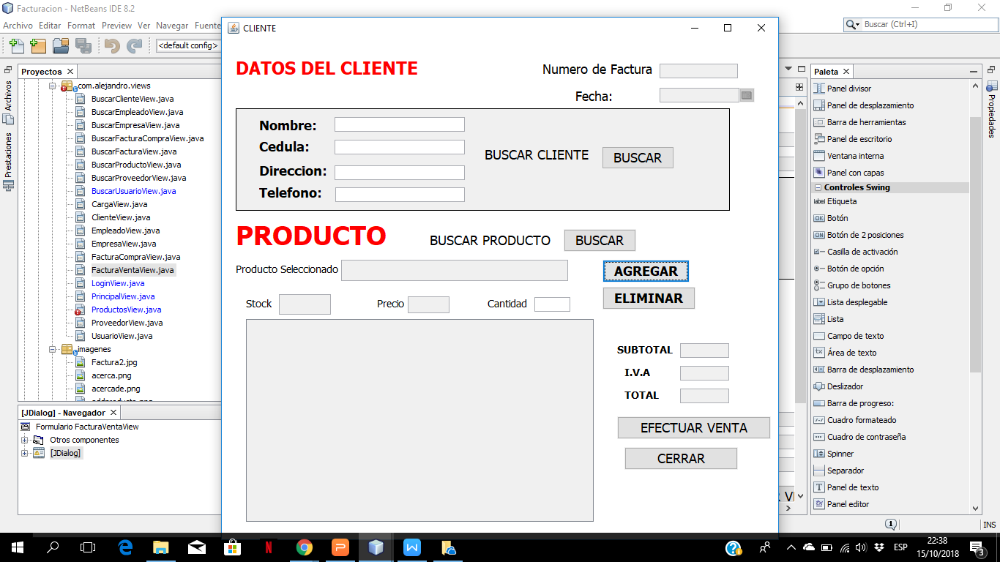 Facturacion - NetBeans IDE 8.2
Archivo Editar Format Preview Ver Navegar Fuente
Buscar (Ctrl+I)
<default config>
Archivos
Prestaciones
Proyectos
com.alejandro.views
BuscarClienteView.java
BuscarEmpleadoView.java
BuscarEmpresaView.java
BuscarFacturaCompraView.java
BuscarFacturaView.java
BuscarProductoView.java
BuscarProveedorView.java
BuscarUsuarioView.java
CargaView.java
ClienteView.java
EmpleadoView.java
EmpresaView.java
FacturaCompraView.java
FacturaVentaView.java
LoginView.java
PrincipalView.java
ProductosView.java
ProveedorView.java
UsuarioView.java
imagenes
Factura2.jpg
acerca.png
acercade.png
[JDialog] - Navegador
Formulario FacturaVentaView
Otros componentes
[JDialog]
CLIENTE
DATOS DEL CLIENTE
Numero de Factura
Fecha:
Nombre:
Cedula:
Direccion:
Telefono:
BUSCAR CLIENTE
BUSCAR
PRODUCTO
BUSCAR PRODUCTO
BUSCAR
Producto Seleccionado
AGREGAR
ELIMINAR
Stock
Precio
Cantidad
SUBTOTAL
I.V.A
TOTAL
EFECTUAR VENTA
CERRAR
Paleta
Panel divisor
Panel de desplazamiento
Barra de herramientas
Panel de escritorio
Ventana interna
Panel con capas
Controles Swing
label Etiqueta
OK Botón
ON Botón de 2 posiciones
Casilla de activación
Botón de opción
Grupo de botones
Lista desplegable
Lista
Campo de texto
Área de texto
Barra de desplazamiento
Deslizador
Barra de progreso:
Cuadro formateado
Cuadro de contraseña
Spinner
Separador
Panel de texto
Panel editor
Propiedades
1
INS
ESP
22:38
15/10/2018
3